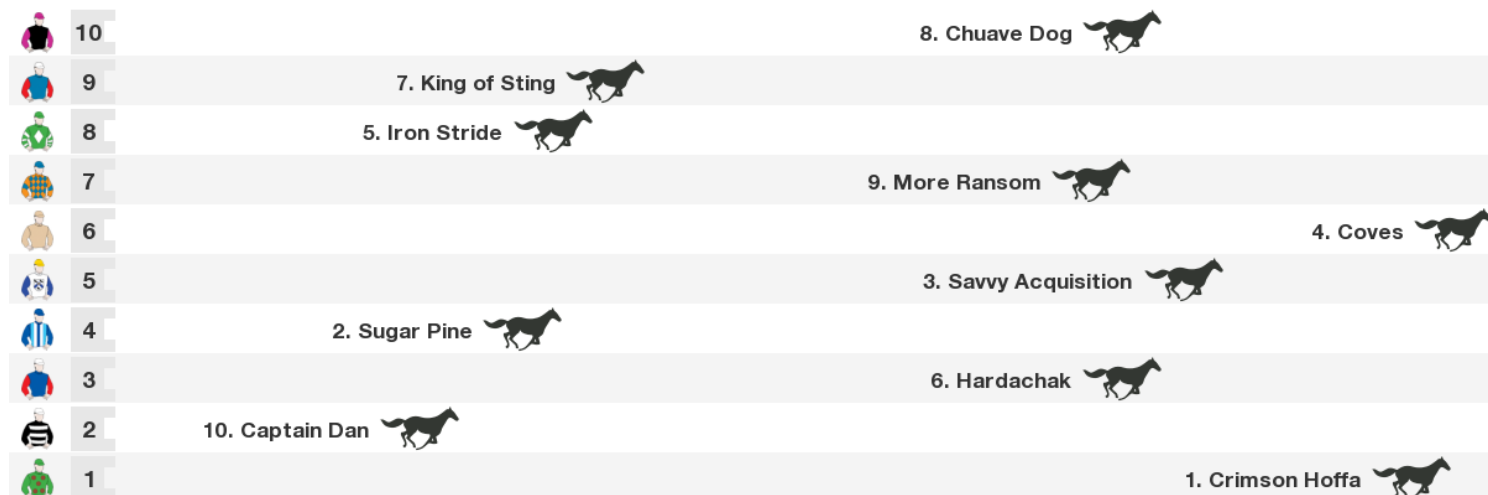 10 8. Chuave Dog
9 7. King of Sting
8 5. Iron Stride
7 9. More Ransom
6 4. Coves
5 3. Savvy Acquisition
4 2. Sugar Pine
3 6. Hardachak
2 10. Captain Dan
1 1. Crimson Hoffa